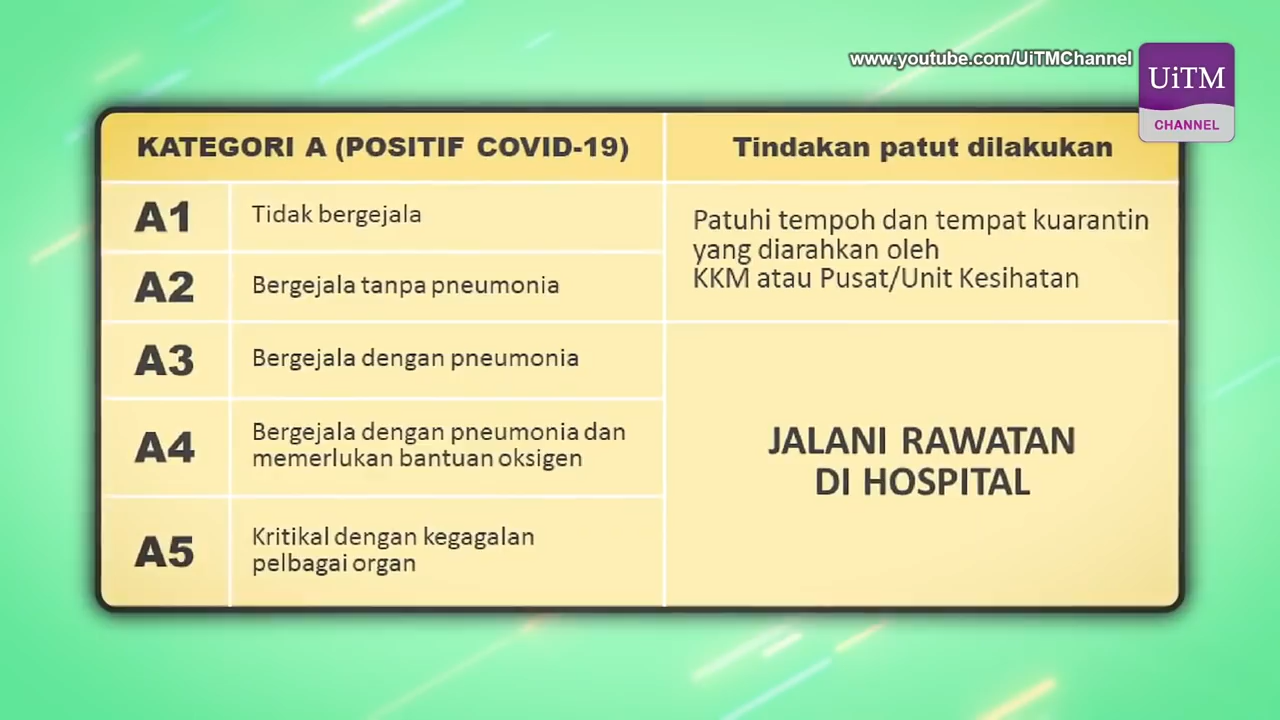 www.youtube.com/UiTMChannel
UiTM
CHANNEL
KATEGORI A (POSITIF COVID-19)
Tindakan patut dilakukan
A1
Tidak bergejala
A2
Bergejala tanpa pneumonia
Patuhi tempoh dan tempat kuarantin
yang diarahkan oleh
KKM atau Pusat/Unit Kesihatan
A3
Bergejala dengan pneumonia
A4
Bergejala dengan pneumonia dan
memerlukan bantuan oksigen
A5
Kritikal dengan kegagalan
pelbagai organ
JALANI RAWATAN
DI HOSPITAL